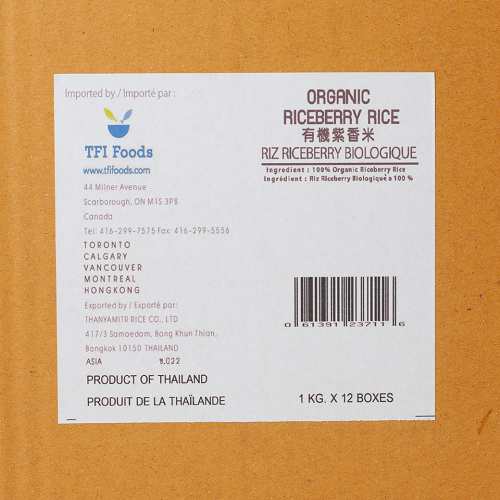 Imported by / Importé par :
TFI Foods
www.tfifoods.com
44 Milner Avenue
Scarborough, ON M1S 3P8
Canada
Tel: 416-299-7575 Fax: 416-299-5556
TORONTO
CALGARY
VANCOUVER
MONTREAL
HONGKONG
Exported by / Exporté par:
THANYAMITR RICE CO., LTD
417/3 Samaedam, Bang Khun Thian,
Bangkok 10150 THAILAND
ASIA
PRODUCT OF THAILAND
PRODUIT DE LA THAÏLANDE
ORGANIC
RICEBERRY RICE
有機紫香米
RIZ RICEBERRY BIOLOGIQUE
Ingredient : 100% Organic Riceberry Rice
Ingrédient : Riz Riceberry Biologique a 100 %
0 61391 23711 6
1 KG. X 12 BOXES